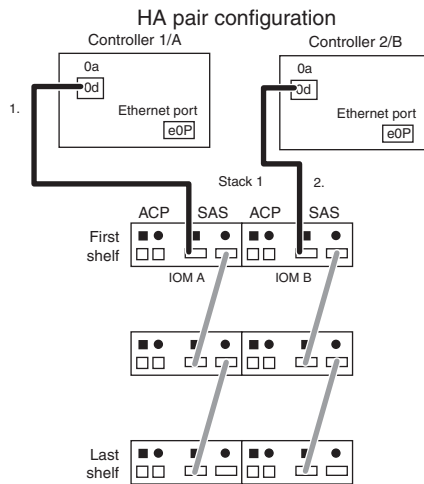 HA pair configuration
Controller 1/A
Controller 2/B
0a
0d
1.
Ethernet port
e0P
0a
0d
Ethernet port
e0P
Stack 1
2.
ACP SAS ACP SAS
First
shelf
IOM A
IOM B
Last
shelf